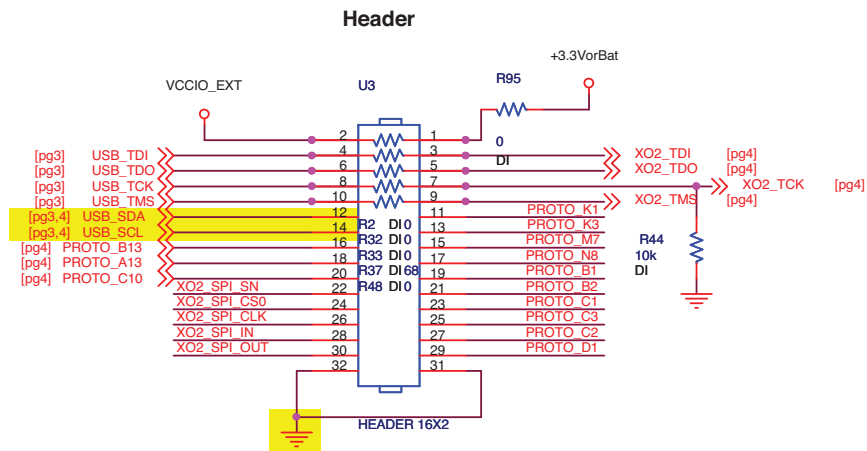 Header
+3.3VorBat
VCCIO_EXT
U3
R95
0
DI
2
1
[pg3] USB_TDI
4
3
XO2_TDI [pg4]
[pg3] USB_TDO
6
5
XO2_TDO [pg4]
[pg3] USB_TCK
8
7
XO2_TCK [pg4]
[pg3] USB_TMS
10
9
XO2_TMS [pg4]
[pg3,4] USB_SDA
12
11
PROTO_K1
[pg3,4] USB_SCL
14
13
PROTO_K3
[pg4] PROTO_B13
16
15
PROTO_M7
[pg4] PROTO_A13
18
17
PROTO_N8
[pg4] PROTO_C10
20
19
PROTO_B1
XO2_SPI_SN
22
21
PROTO_B2
XO2_SPI_CS0
24
23
PROTO_C1
XO2_SPI_CLK
26
25
PROTO_C3
XO2_SPI_IN
28
27
PROTO_C2
XO2_SPI_OUT
30
29
PROTO_D1
32
31
R2 DI 0
R32 DI 0
R33 DI 0
R37 DI 68
R48 DI 0
R44
10k
DI
HEADER 16X2